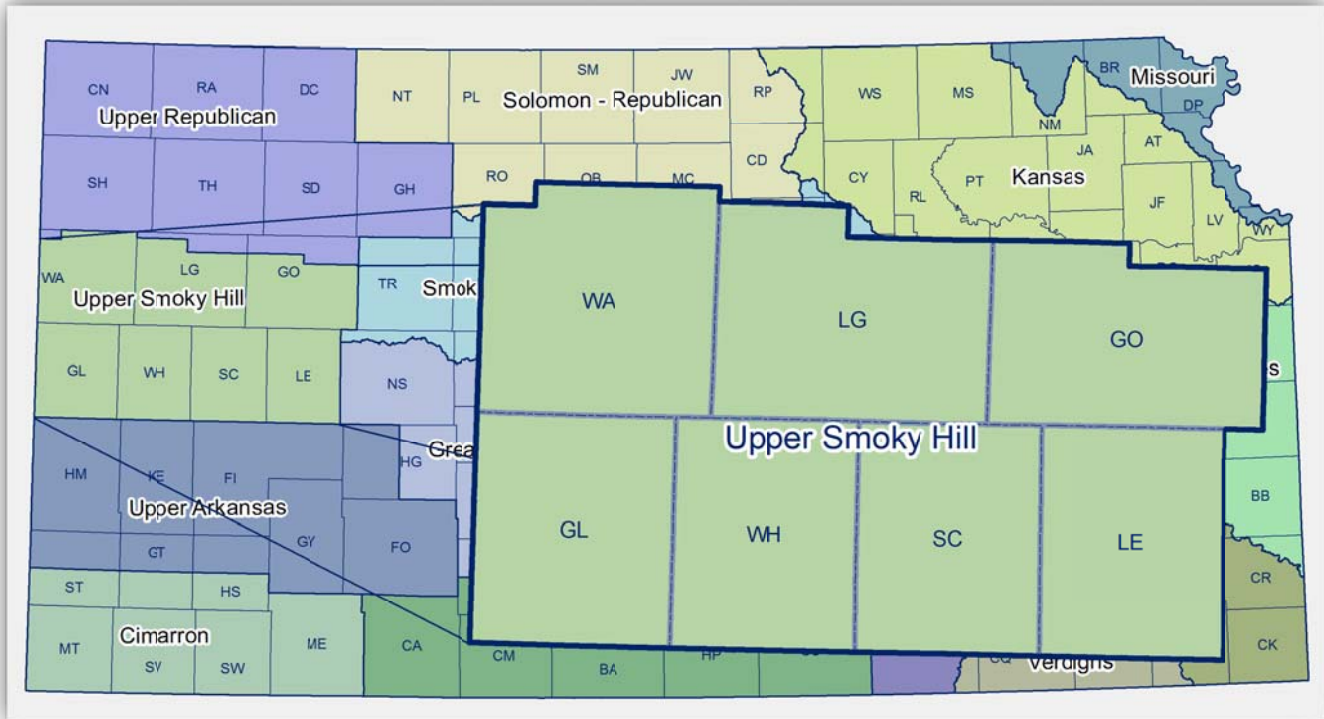 CN RA DC NT PL SM JW RP WS MS BR Missouri
Upper Republican Solomon - Republican DP
NM AT
SH TH SD GH RO OB MC CD CY RL PT Kansas JA JF LV WY
WA LG GO TR Smok
Upper Smoky Hill
GL WH SC LE NS
WA LG GO
Upper Smoky Hill
GL WH SC LE
s
HM KE FI HG Grea BB
Upper Arkansas
GT GY FO
ST HS CR
Cimarron
MT SV SW ME CA CM BA HP CK